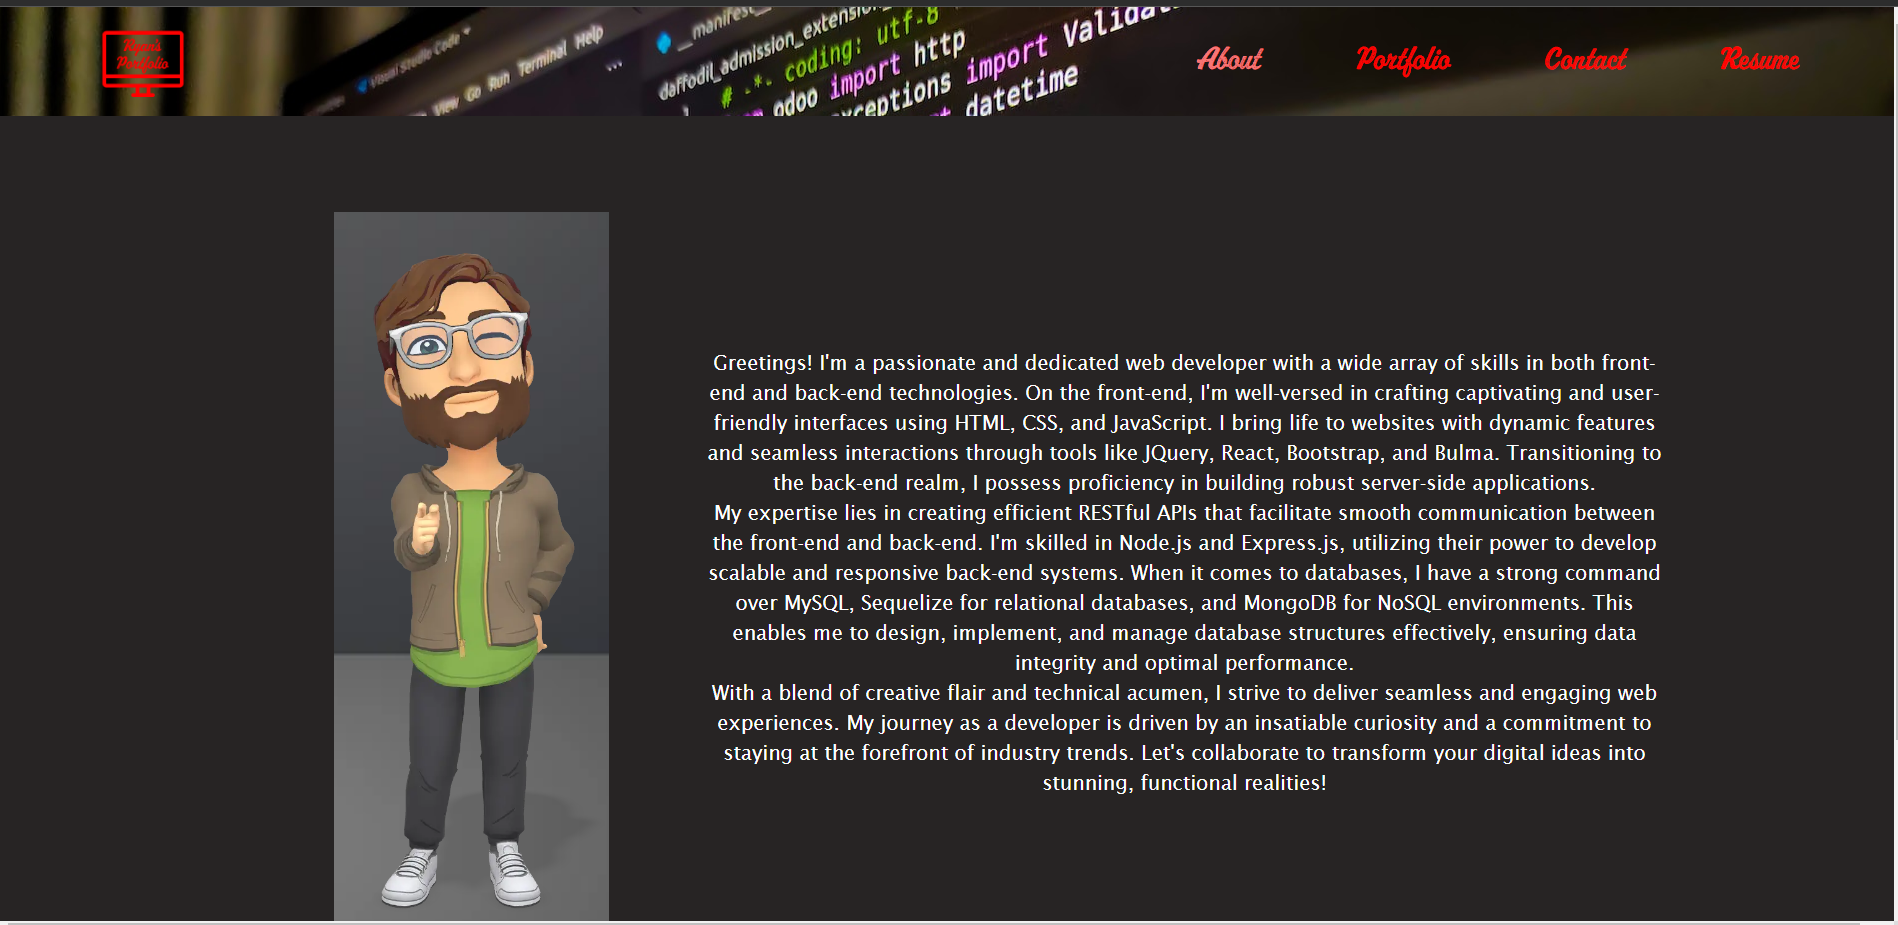 Ryan's
Portfolio
Visual Studio Code
View Go Run Terminal Help
...
__manifest__
daffodil_admission_extension
# -*- coding: utf-8
odoo import http
exceptions import Validat
datetime
About
Portfolio
Contact
Resume
Greetings! I'm a passionate and dedicated web developer with a wide array of skills in both front-
end and back-end technologies. On the front-end, I'm well-versed in crafting captivating and user-
friendly interfaces using HTML, CSS, and JavaScript. I bring life to websites with dynamic features
and seamless interactions through tools like JQuery, React, Bootstrap, and Bulma. Transitioning to
the back-end realm, I possess proficiency in building robust server-side applications.
My expertise lies in creating efficient RESTful APIs that facilitate smooth communication between
the front-end and back-end. I'm skilled in Node.js and Express.js, utilizing their power to develop
scalable and responsive back-end systems. When it comes to databases, I have a strong command
over MySQL, Sequelize for relational databases, and MongoDB for NoSQL environments. This
enables me to design, implement, and manage database structures effectively, ensuring data
integrity and optimal performance.
With a blend of creative flair and technical acumen, I strive to deliver seamless and engaging web
experiences. My journey as a developer is driven by an insatiable curiosity and a commitment to
staying at the forefront of industry trends. Let's collaborate to transform your digital ideas into
stunning, functional realities!